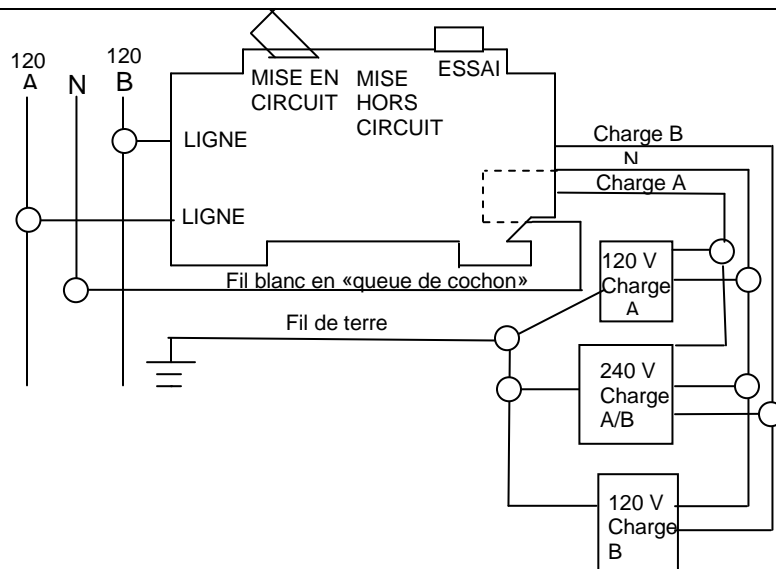 120
A
N
120
B
MISE EN
CIRCUIT
MISE
HORS
CIRCUIT
ESSAI
LIGNE
LIGNE
Charge B
N
Charge A
Fil blanc en «queue de cochon»
Fil de terre
120 V
Charge
A
240 V
Charge
A/B
120 V
Charge
B